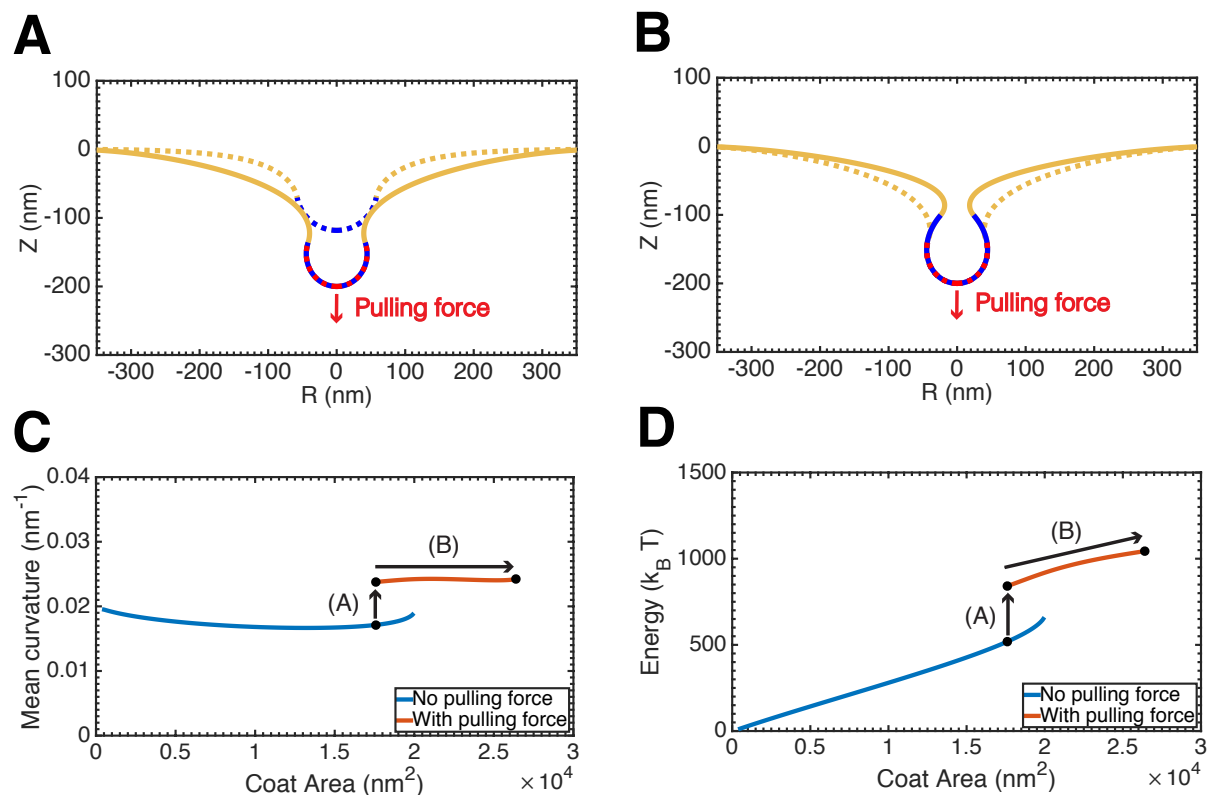 A
100
0
-100
-200
-300
Z (nm)
Pulling force
-300 -200 -100 0 100 200 300
R (nm)
B
100
0
-100
-200
-300
Z (nm)
Pulling force
-300 -200 -100 0 100 200 300
R (nm)
C
0.04
0.03
0.02
0.01
0
Mean curvature (nm⁻¹)
(B)
(A)
No pulling force
With pulling force
0 0.5 1 1.5 2 2.5 3
Coat Area (nm²)
× 10⁴
D
1500
1000
500
0
Energy (k_B T)
(B)
(A)
No pulling force
With pulling force
0 0.5 1 1.5 2 2.5 3
Coat Area (nm²)
× 10⁴